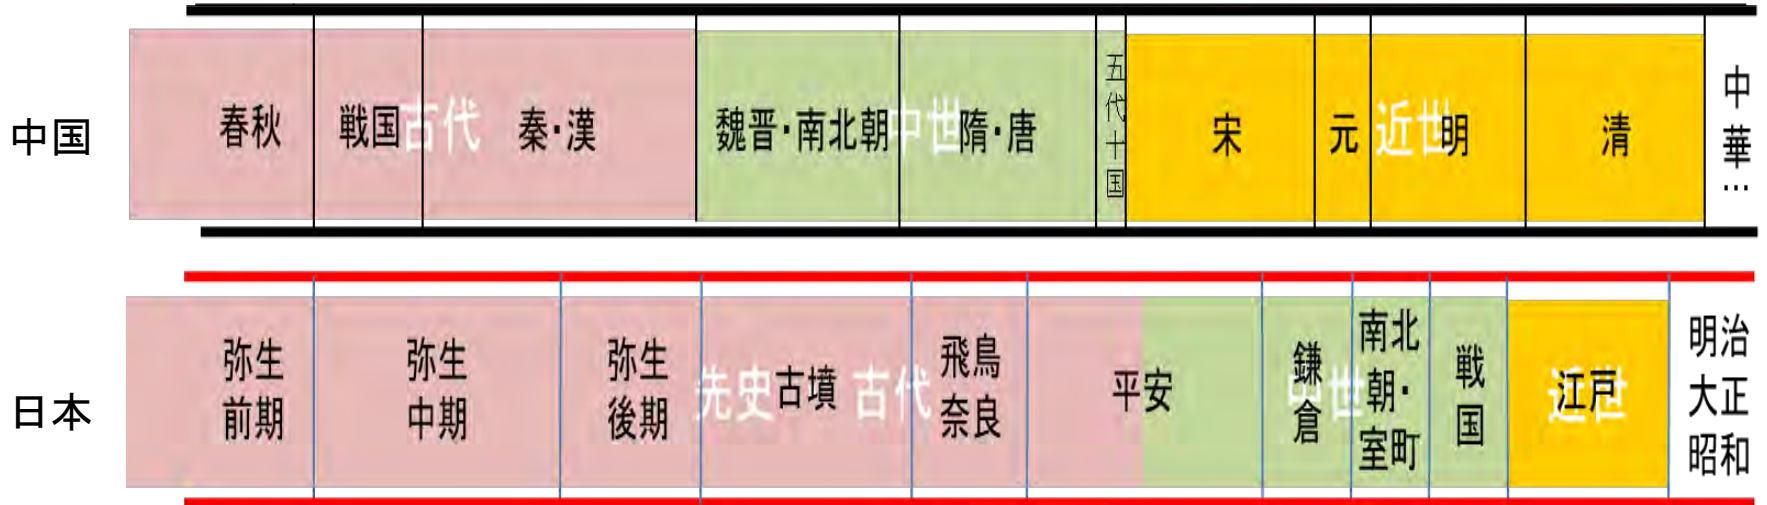 中国
春秋
戦国
古代
秦・漢
魏晋・南北朝
中世
隋・唐
五代十国
宋
元
近世
明
清
中華…
日本
弥生
前期
弥生
中期
弥生
後期
先史
古墳
古代
飛鳥
奈良
平安
鎌倉
中世
南北
朝・
室町
戦国
江戸
近世
明治
大正
昭和